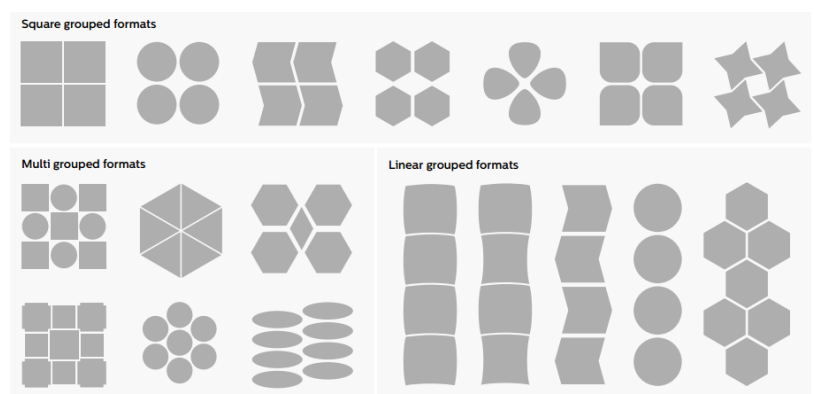 Square grouped formats
Multi grouped formats
Linear grouped formats